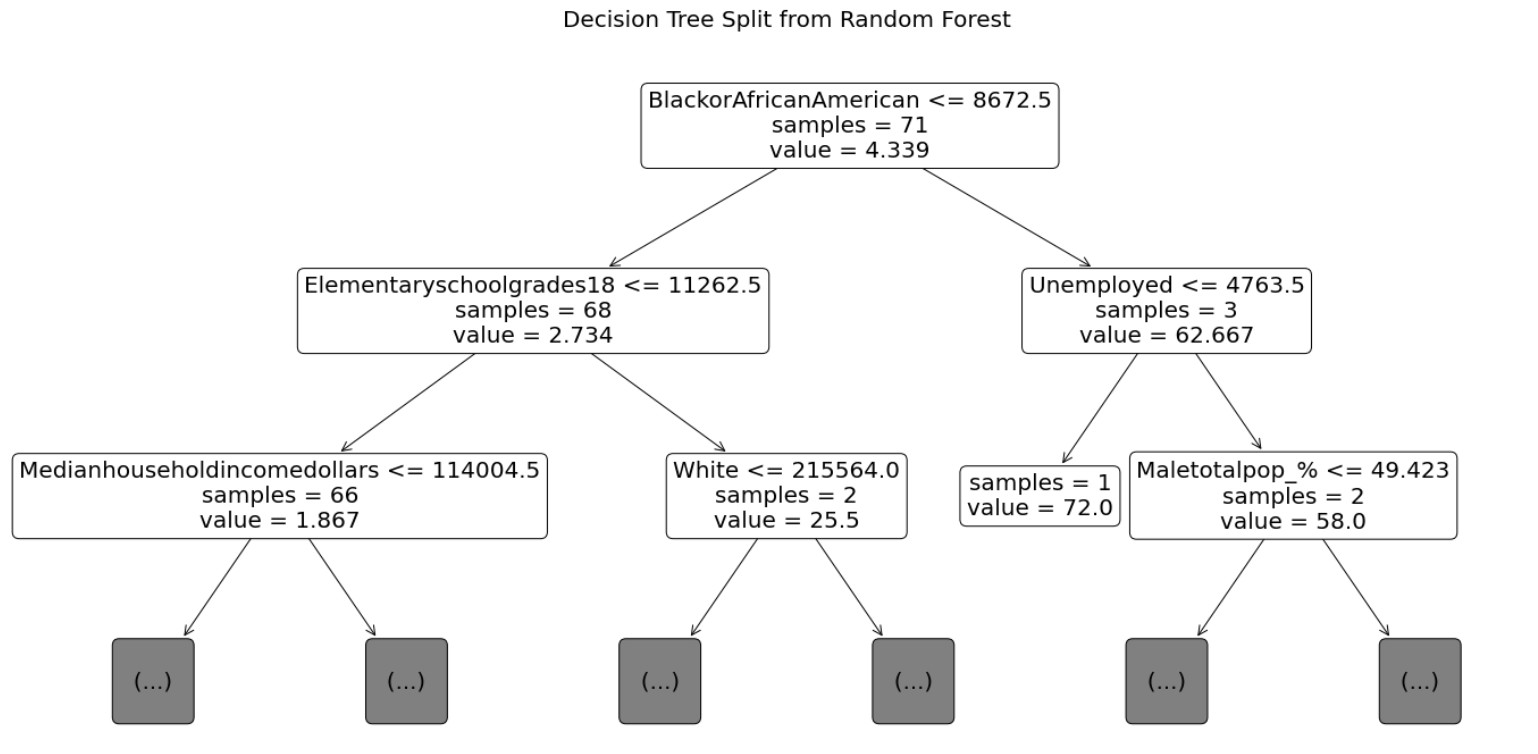 Decision Tree Split from Random Forest
BlackorAfricanAmerican <= 8672.5
samples = 71
value = 4.339
Elementaryschoolgrades18 <= 11262.5
samples = 68
value = 2.734
Unemployed <= 4763.5
samples = 3
value = 62.667
Medianhouseholdincomedollars <= 114004.5
samples = 66
value = 1.867
White <= 215564.0
samples = 2
value = 25.5
samples = 1
value = 72.0
Maletotalpop_% <= 49.423
samples = 2
value = 58.0
(...)
(...)
(...)
(...)
(...)
(...)